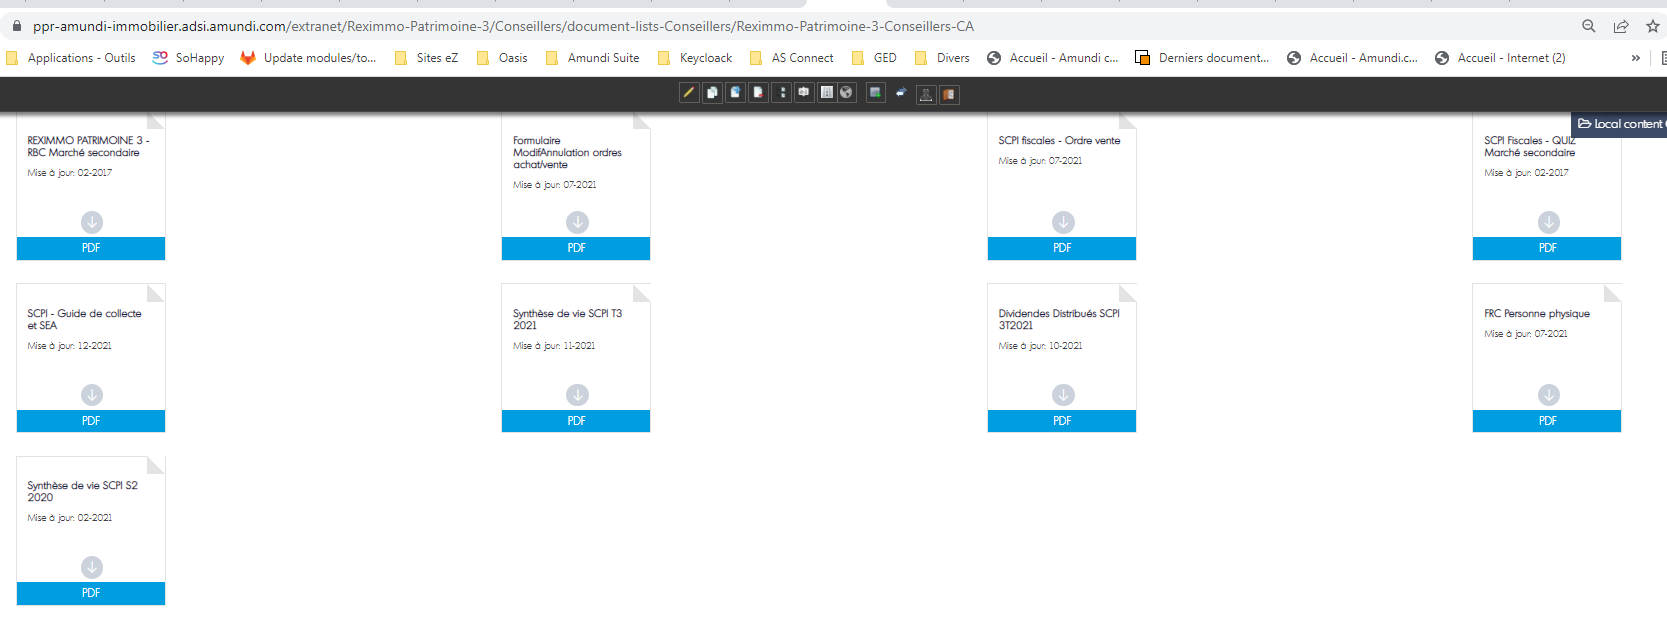 ppr-amundi-immobilier.adsi.amundi.com/extranet/Reximmo-Patrimoine-3/Conseillers/document-lists-Conseillers/Reximmo-Patrimoine-3-Conseillers-CA
Applications - Outils SoHappy Update modules/to... Sites eZ Oasis Amundi Suite Keycloack AS Connect GED Divers Accueil - Amundi c... Derniers document... Accueil - Amundi.c... Accueil - Internet (2) »
Local content
REXIMMO PATRIMOINE 3 -
RBC Marché secondaire
Mise à jour: 02-2017
PDF
Formulaire
ModifAnnulation ordres
achat/vente
Mise à jour: 07-2021
PDF
SCPI fiscales - Ordre vente
Mise à jour: 07-2021
PDF
SCPI Fiscales - QUIZ
Marché secondaire
Mise à jour: 02-2017
PDF
SCPI - Guide de collecte
et SEA
Mise à jour: 12-2021
PDF
Synthèse de vie SCPI T3
2021
Mise à jour: 11-2021
PDF
Dividendes Distribués SCPI
3T2021
Mise à jour: 10-2021
PDF
FRC Personne physique
Mise à jour: 07-2021
PDF
Synthèse de vie SCPI S2
2020
Mise à jour: 02-2021
PDF